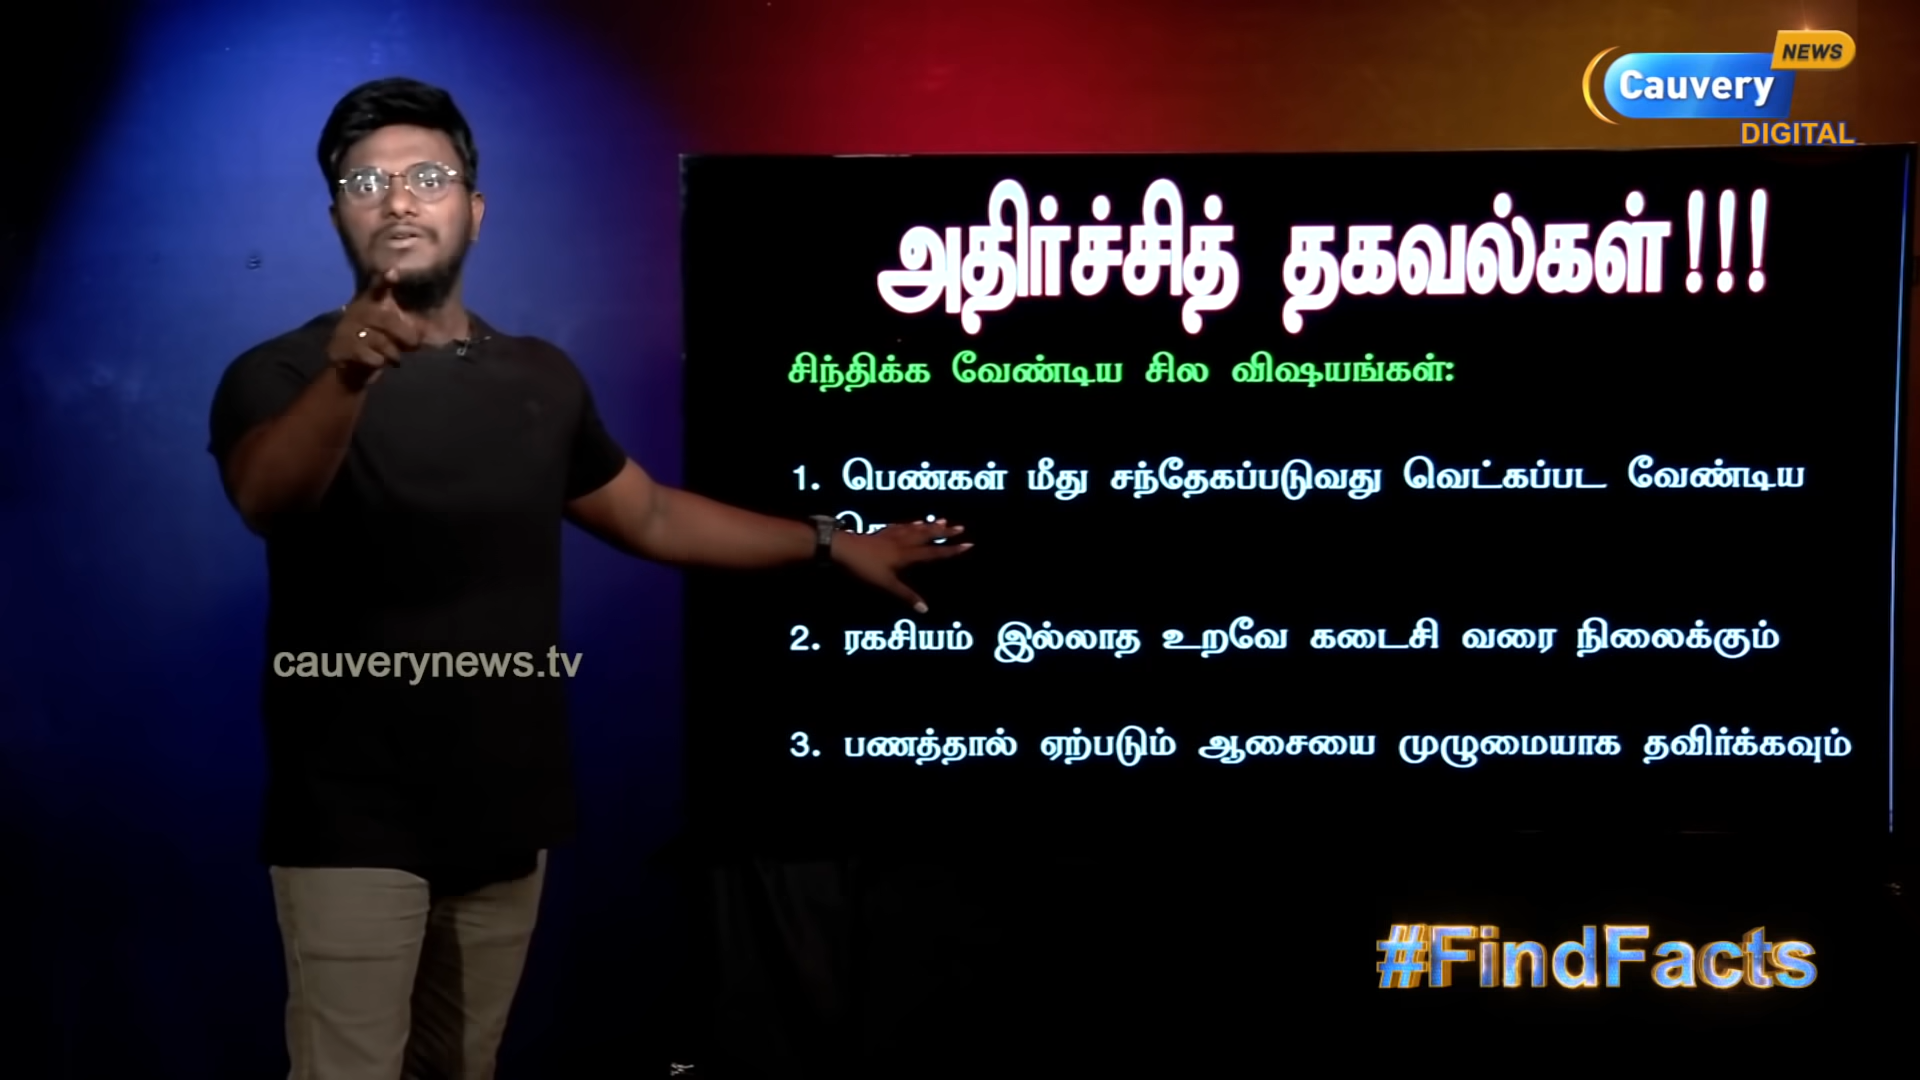 NEWS
Cauvery
DIGITAL
அதிர்ச்சித் தகவல்கள்!!!
சிந்திக்க வேண்டிய சில விஷயங்கள்:
1. பெண்கள் மீது சந்தேகப்படுவது வெட்கப்பட வேண்டிய
2. ரகசியம் இல்லாத உறவே கடைசி வரை நிலைக்கும்
cauverynews.tv
3. பணத்தால் ஏற்படும் ஆசையை முழுமையாக தவிர்க்கவும்
#FindFacts